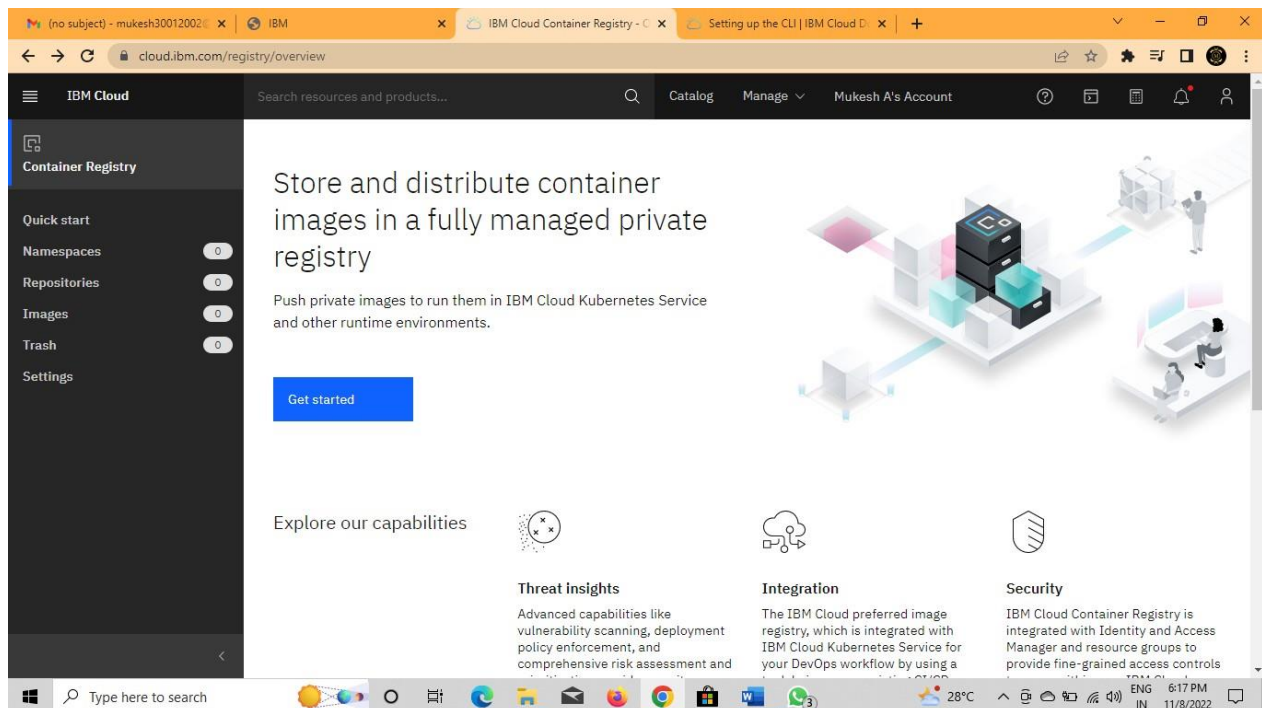 (no subject) - mukesh30012002@
IBM
IBM Cloud Container Registry - C
Setting up the CLI | IBM Cloud D
cloud.ibm.com/registry/overview
IBM Cloud
Search resources and products...
Catalog
Manage
Mukesh A's Account
Container Registry
Quick start
Namespaces 0
Repositories 0
Images 0
Trash 0
Settings
Store and distribute container
images in a fully managed private
registry
Push private images to run them in IBM Cloud Kubernetes Service
and other runtime environments.
Get started
Explore our capabilities
Threat insights
Advanced capabilities like
vulnerability scanning, deployment
policy enforcement, and
comprehensive risk assessment and
Integration
The IBM Cloud preferred image
registry, which is integrated with
IBM Cloud Kubernetes Service for
your DevOps workflow by using a
Security
IBM Cloud Container Registry is
integrated with Identity and Access
Manager and resource groups to
provide fine-grained access controls
Type here to search
3
28°C
ENG
IN
6:17 PM
11/8/2022